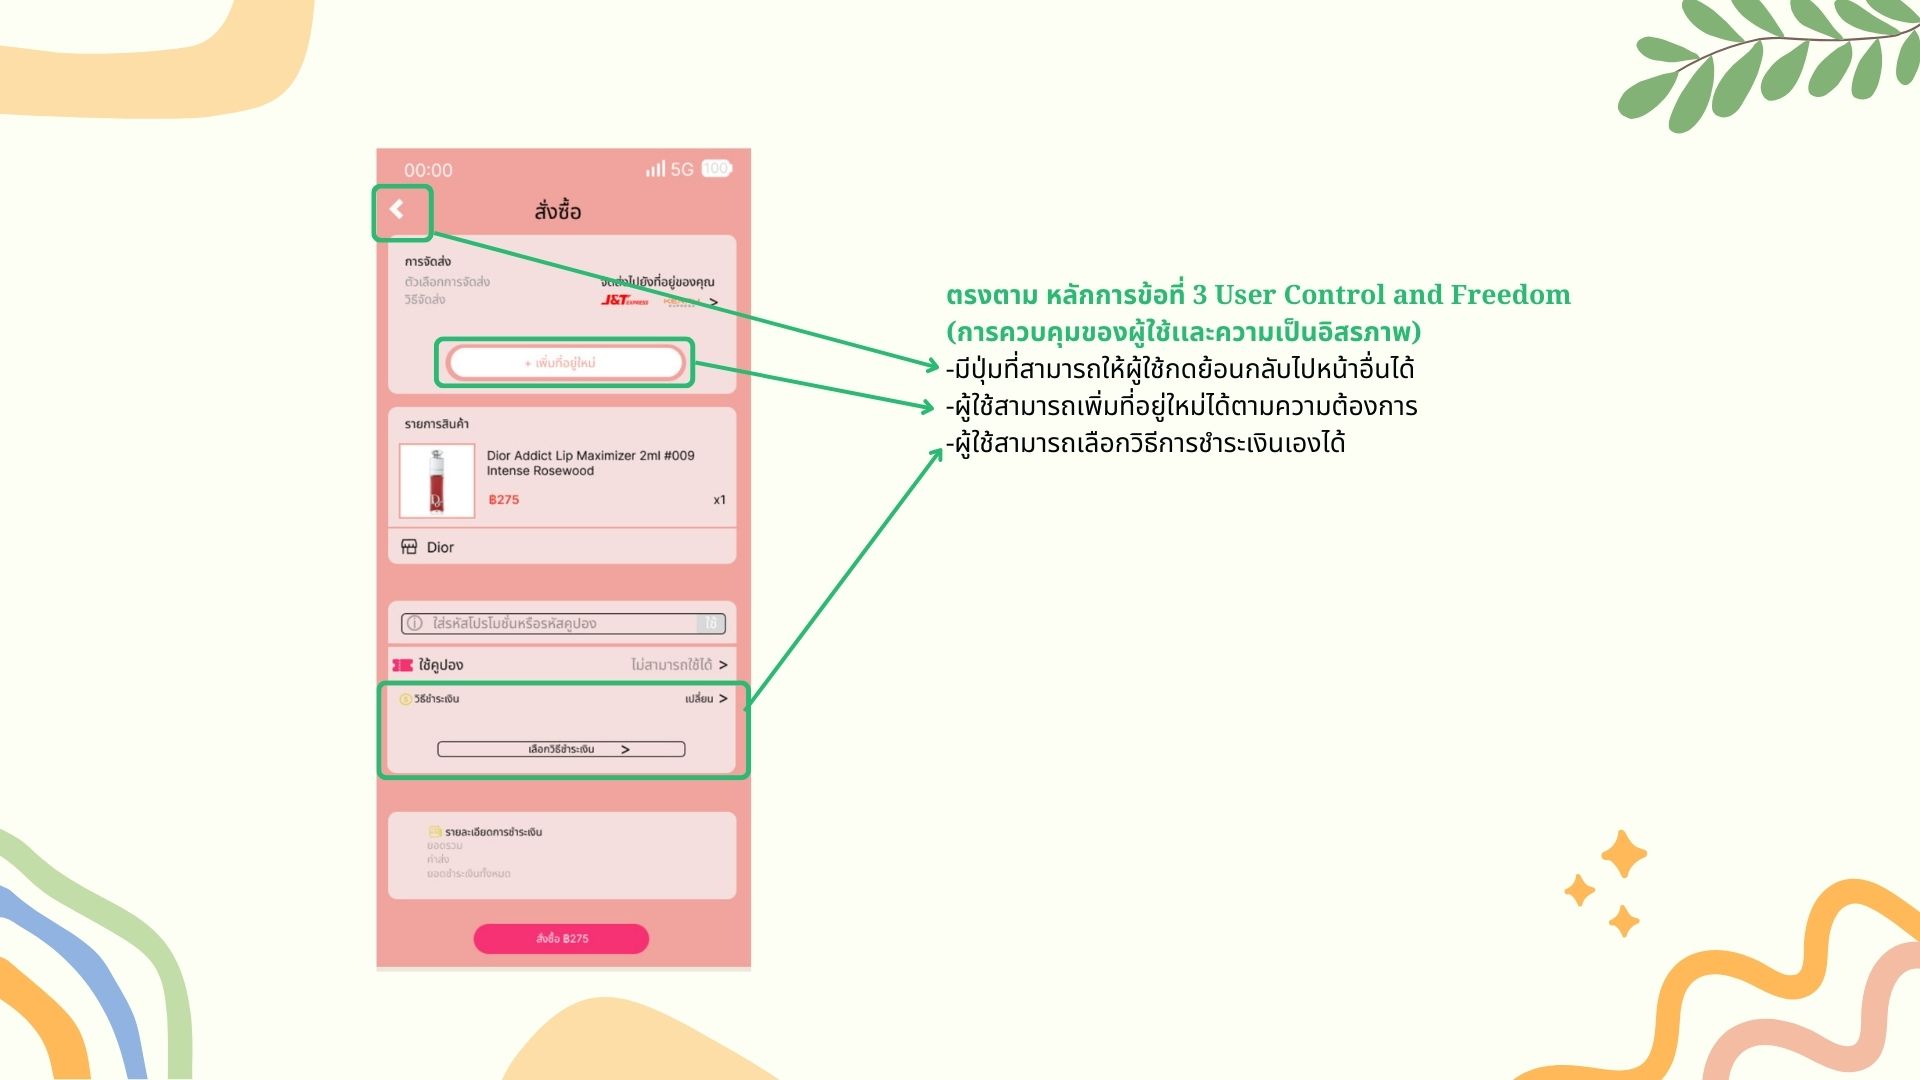 00:00
5G 100
สั่งซื้อ
การจัดส่ง
ตัวเลือกการจัดส่ง
จัดส่งไปยังที่อยู่ของคุณ
วิธีจัดส่ง
J&T EXPRESS
>
+ เพิ่มที่อยู่ใหม่
รายการสินค้า
Dior Addict Lip Maximizer 2ml #009
Intense Rosewood
฿275
x1
Dior
ใส่รหัสโปรโมชั่นหรือรหัสคูปอง
ใช้
ใช้คูปอง
ไม่สามารถใช้ได้ >
วิธีชำระเงิน
เปลี่ยน >
เลือกวิธีชำระเงิน >
รายละเอียดการชำระเงิน
ยอดรวม
ค่าส่ง
ยอดชำระเงินทั้งหมด
สั่งซื้อ ฿275
ตรงตาม หลักการข้อที่ 3 User Control and Freedom
(การควบคุมของผู้ใช้และความเป็นอิสรภาพ)
-มีปุ่มที่สามารถให้ผู้ใช้กดย้อนกลับไปหน้าอื่นได้
-ผู้ใช้สามารถเพิ่มที่อยู่ใหม่ได้ตามความต้องการ
-ผู้ใช้สามารถเลือกวิธีการชำระเงินเองได้